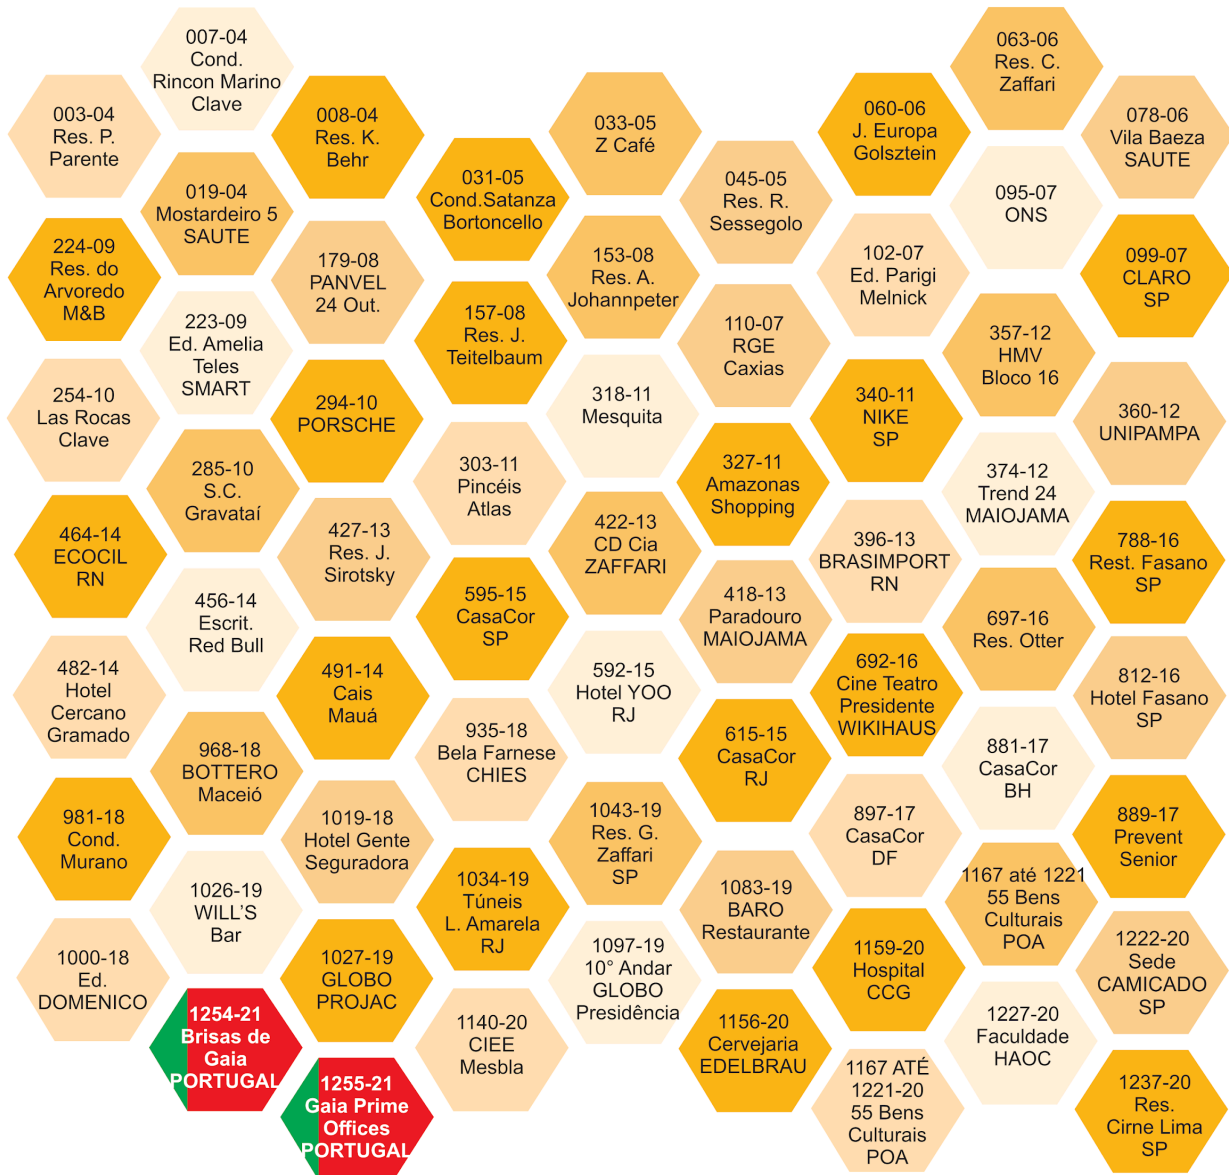 007-04
Cond.
Rincon Marino
Clave
063-06
Res. C.
Zaffari
003-04
Res. P.
Parente
008-04
Res. K.
Behr
033-05
Z Café
060-06
J. Europa
Golsztein
078-06
Vila Baeza
SAUTE
019-04
Mostardeiro 5
SAUTE
031-05
Cond.Satanza
Bortoncello
045-05
Res. R.
Sessegolo
095-07
ONS
224-09
Res. do
Arvoredo
M&B
179-08
PANVEL
24 Out.
153-08
Res. A.
Johannpeter
102-07
Ed. Parigi
Melnick
099-07
CLARO
SP
223-09
Ed. Amelia
Teles
SMART
157-08
Res. J.
Teitelbaum
110-07
RGE
Caxias
357-12
HMV
Bloco 16
254-10
Las Rocas
Clave
294-10
PORSCHE
318-11
Mesquita
340-11
NIKE
SP
360-12
UNIPAMPA
285-10
S.C.
Gravataí
303-11
Pincéis
Atlas
327-11
Amazonas
Shopping
374-12
Trend 24
MAIOJAMA
464-14
ECOCIL
RN
427-13
Res. J.
Sirotsky
422-13
CD Cia
ZAFFARI
396-13
BRASIMPORT
RN
788-16
Rest. Fasano
SP
456-14
Escrit.
Red Bull
595-15
CasaCor
SP
418-13
Paradouro
MAIOJAMA
697-16
Res. Otter
482-14
Hotel
Cercano
Gramado
491-14
Cais
Mauá
592-15
Hotel YOO
RJ
692-16
Cine Teatro
Presidente
WIKIHAUS
812-16
Hotel Fasano
SP
968-18
BOTTERO
Maceió
935-18
Bela Farnese
CHIES
615-15
CasaCor
RJ
881-17
CasaCor
BH
981-18
Cond.
Murano
1019-18
Hotel Gente
Seguradora
1043-19
Res. G.
Zaffari
SP
897-17
CasaCor
DF
889-17
Prevent
Senior
1026-19
WILL'S
Bar
1034-19
Túneis
L. Amarela
RJ
1083-19
BARO
Restaurante
1167 até 1221
55 Bens
Culturais
POA
1000-18
Ed.
DOMENICO
1027-19
GLOBO
PROJAC
1097-19
10° Andar
GLOBO
Presidência
1159-20
Hospital
CCG
1222-20
Sede
CAMICADO
SP
1254-21
Brisas de
Gaia
PORTUGAL
1140-20
CIEE
Mesbla
1156-20
Cervejaria
EDELBRAU
1227-20
Faculdade
HAOC
1255-21
Gaia Prime
Offices
PORTUGAL
1167 ATÉ
1221-20
55 Bens
Culturais
POA
1237-20
Res.
Cirne Lima
SP